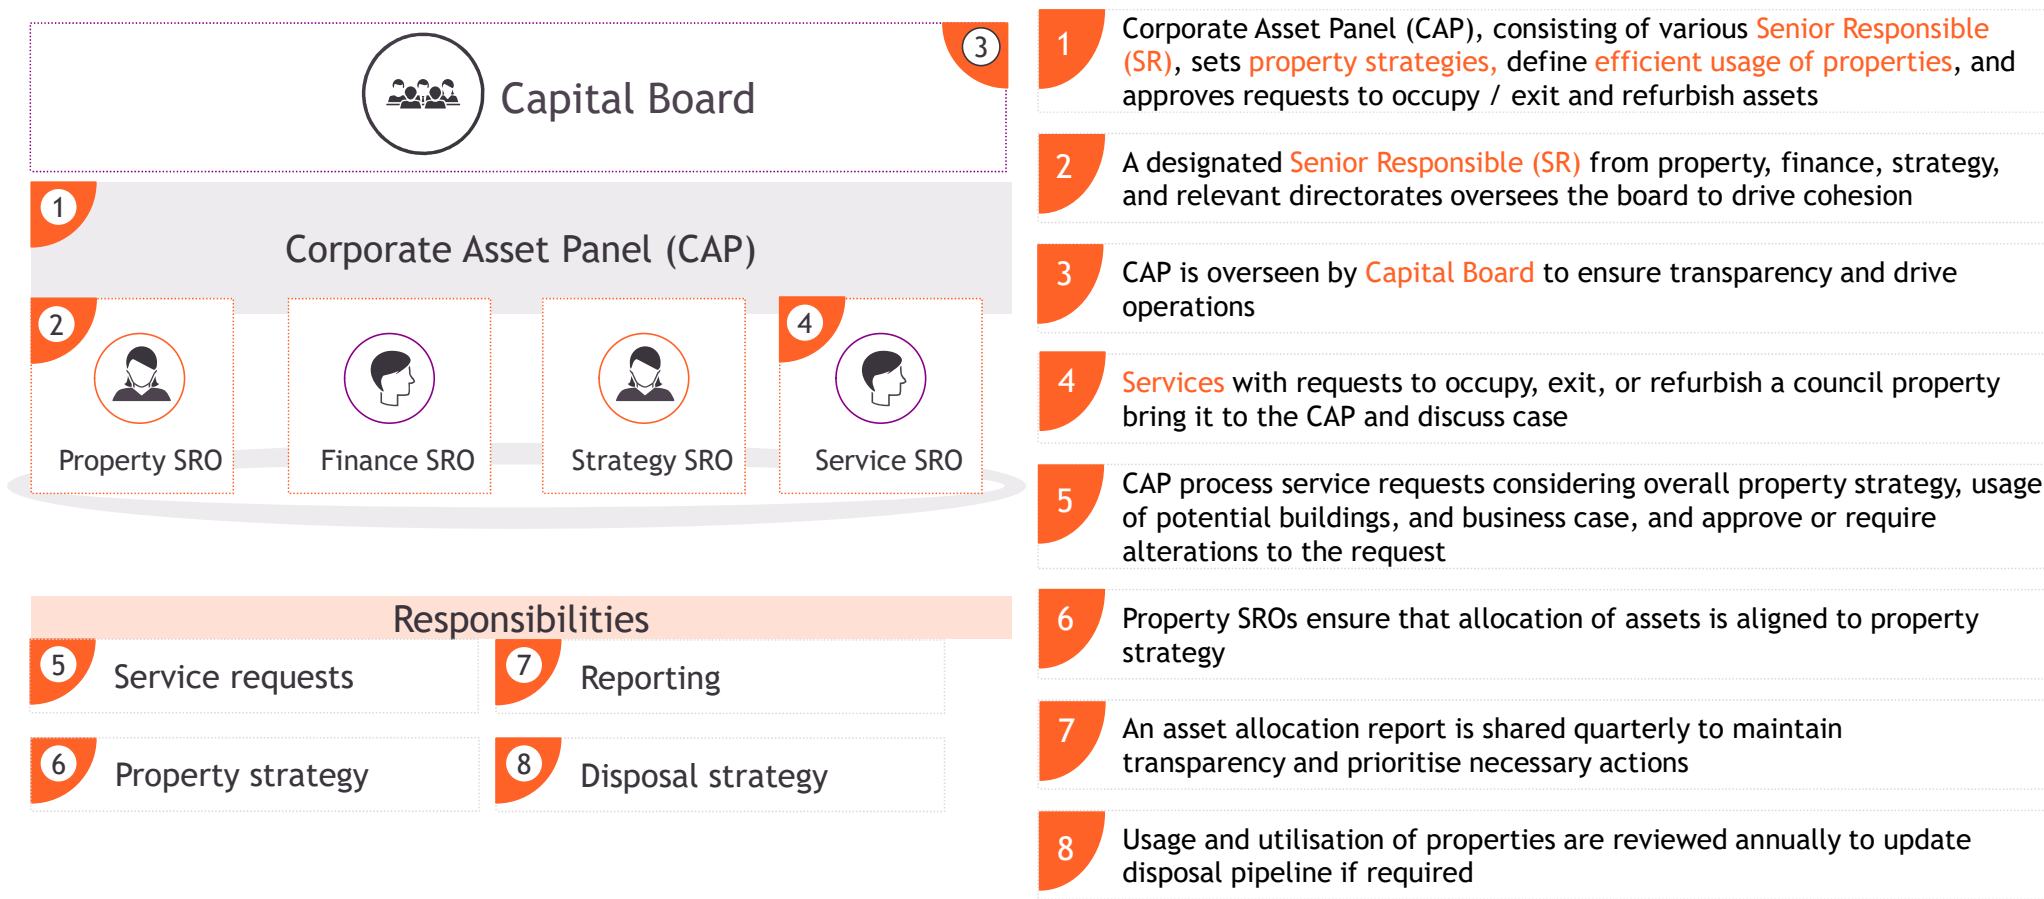 3
Capital Board
1
Corporate Asset Panel (CAP)
2
4
Property SRO
Finance SRO
Strategy SRO
Service SRO
Responsibilities
5
Service requests
7
Reporting
6
Property strategy
8
Disposal strategy
1
Corporate Asset Panel (CAP), consisting of various Senior Responsible
(SR), sets property strategies, define efficient usage of properties, and
approves requests to occupy / exit and refurbish assets
2
A designated Senior Responsible (SR) from property, finance, strategy,
and relevant directorates oversees the board to drive cohesion
3
CAP is overseen by Capital Board to ensure transparency and drive
operations
4
Services with requests to occupy, exit, or refurbish a council property
bring it to the CAP and discuss case
5
CAP process service requests considering overall property strategy, usage
of potential buildings, and business case, and approve or require
alterations to the request
6
Property SROs ensure that allocation of assets is aligned to property
strategy
7
An asset allocation report is shared quarterly to maintain
transparency and prioritise necessary actions
8
Usage and utilisation of properties are reviewed annually to update
disposal pipeline if required